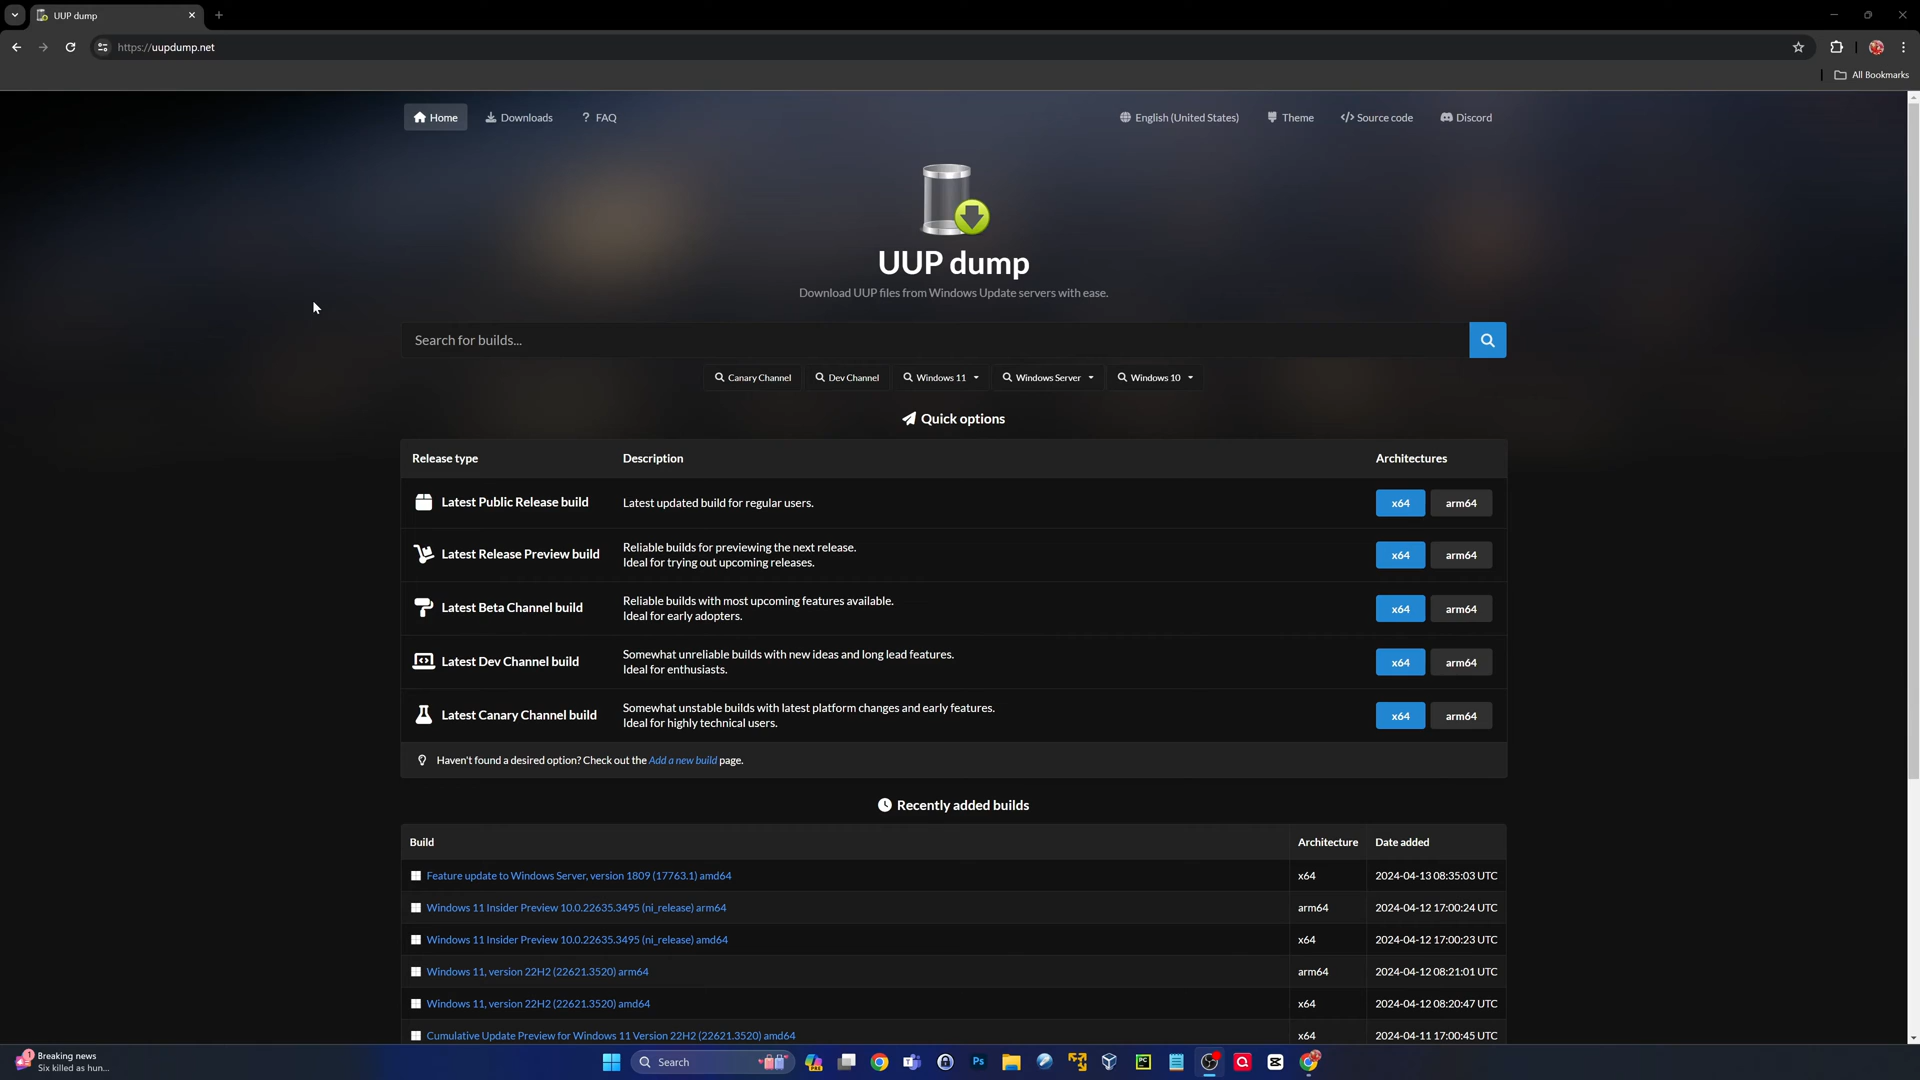 UUP dump
https://uupdump.net
All Bookmarks
Home
Downloads
? FAQ
English (United States)
Theme
</> Source code
Discord
UUP dump
Download UUP files from Windows Update servers with ease.
Search for builds...
Canary Channel
Dev Channel
Windows 11
Windows Server
Windows 10
Quick options
Release type Description Architectures
Latest Public Release build
Latest updated build for regular users.
x64 arm64
Latest Release Preview build
Reliable builds for previewing the next release.
Ideal for trying out upcoming releases.
x64 arm64
Latest Beta Channel build
Reliable builds with most upcoming features available.
Ideal for early adopters.
x64 arm64
Latest Dev Channel build
Somewhat unreliable builds with new ideas and long lead features.
Ideal for enthusiasts.
x64 arm64
Latest Canary Channel build
Somewhat unstable builds with latest platform changes and early features.
Ideal for highly technical users.
x64 arm64
Haven't found a desired option? Check out the Add a new build page.
Recently added builds
Build Architecture Date added
Feature update to Windows Server, version 1809 (17763.1) amd64 x64 2024-04-13 08:35:03 UTC
Windows 11 Insider Preview 10.0.22635.3495 (ni_release) arm64 arm64 2024-04-12 17:00:24 UTC
Windows 11 Insider Preview 10.0.22635.3495 (ni_release) amd64 x64 2024-04-12 17:00:23 UTC
Windows 11, version 22H2 (22621.3520) arm64 arm64 2024-04-12 08:21:01 UTC
Windows 11, version 22H2 (22621.3520) amd64 x64 2024-04-12 08:20:47 UTC
Cumulative Update Preview for Windows 11 Version 22H2 (22621.3520) amd64 x64 2024-04-11 17:00:45 UTC
1
Breaking news
Six killed as hun...
Search
Ps
PC